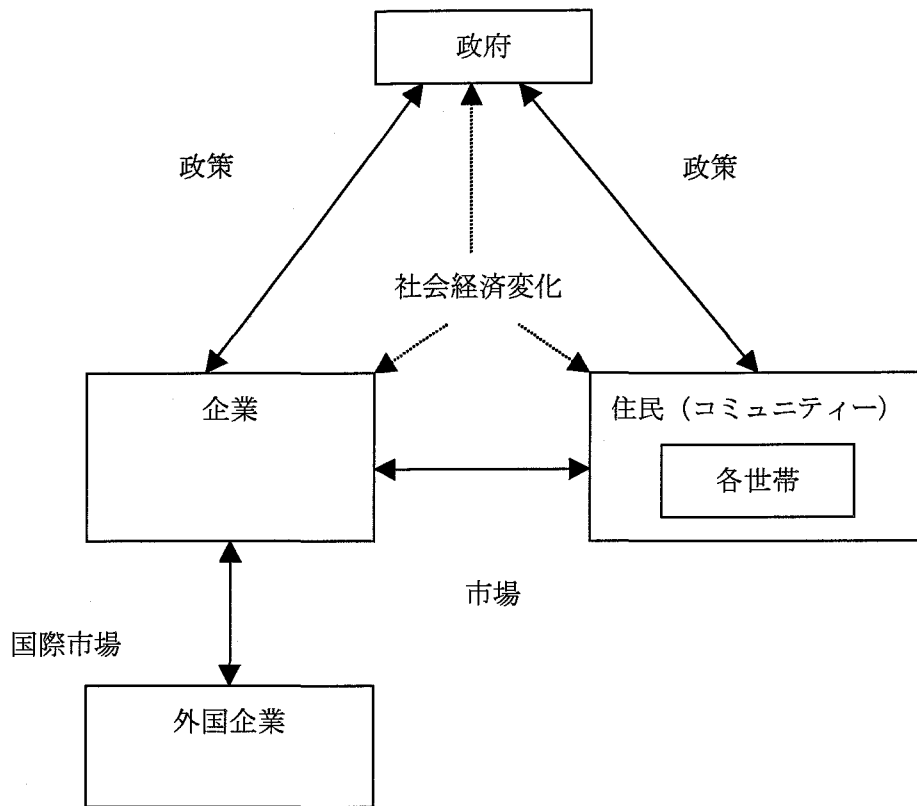 政府
政策
政策
社会経済変化
企業
住民（コミュニティー）
各世帯
市場
国際市場
外国企業